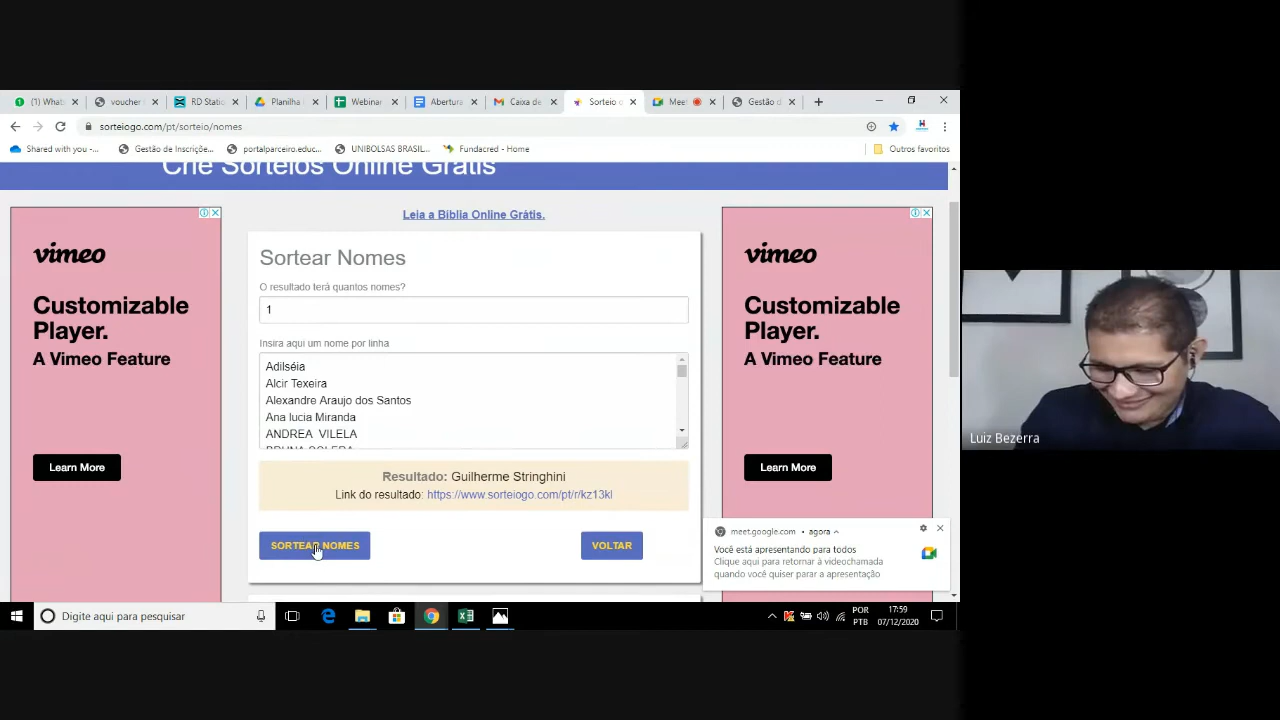 (1) Whats
voucher
RD Statio
Planilha
Webinar
Abertura
Caixa de
Sorteio o
Meet
Gestão d
sorteiogo.com/pt/sorteio/nomes
Shared with you -...
Gestão de Inscriçõe...
portalparceiro.educ...
UNIBOLSAS BRASIL...
Fundacred - Home
Outros favoritos
Crie Sorteios Online Grátis
Leia a Bíblia Online Grátis.
vimeo
Customizable
Player.
A Vimeo Feature
Learn More
Sortear Nomes
O resultado terá quantos nomes?
1
Insira aqui um nome por linha
Adilséia
Alcir Texeira
Alexandre Araujo dos Santos
Ana lucia Miranda
ANDREA VILELA
Resultado: Guilherme Stringhini
Link do resultado: https://www.sorteiogo.com/pt/r/kz13kl
SORTEAR NOMES
VOLTAR
vimeo
Customizable
Player.
A Vimeo Feature
Learn More
meet.google.com • agora
Você está apresentando para todos
Clique aqui para retornar à videochamada
quando você quiser parar a apresentação
Luiz Bezerra
Digite aqui para pesquisar
POR
PTB
17:59
07/12/2020